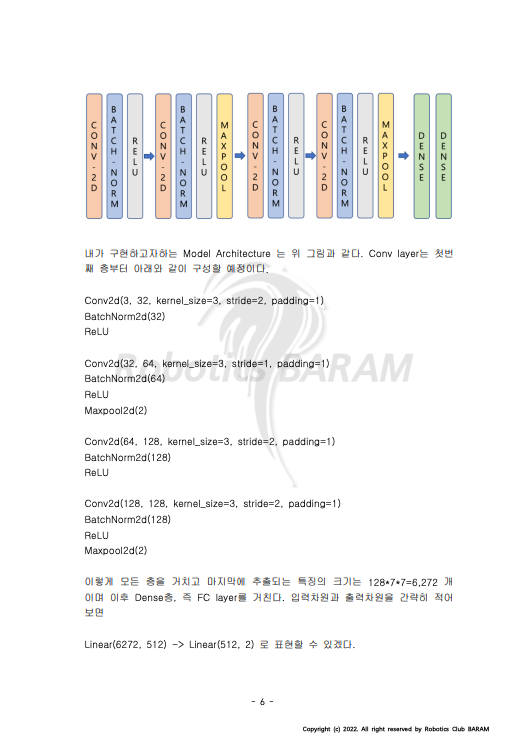 CONV-2D
BATCH-NORM
RELU
CONV-2D
BATCH-NORM
RELU
MAXPOOL
CONV-2D
BATCH-NORM
RELU
CONV-2D
BATCH-NORM
RELU
MAXPOOL
DENSE
DENSE
내가 구현하고자하는 Model Architecture 는 위 그림과 같다. Conv layer는 첫번
째 층부터 아래와 같이 구성할 예정이다.
Conv2d(3, 32, kernel_size=3, stride=2, padding=1)
BatchNorm2d(32)
ReLU
Conv2d(32, 64, kernel_size=3, stride=1, padding=1)
BatchNorm2d(64)
ReLU
Maxpool2d(2)
Robotics BARAM
Conv2d(64, 128, kernel_size=3, stride=2, padding=1)
BatchNorm2d(128)
ReLU
Conv2d(128, 128, kernel_size=3, stride=2, padding=1)
BatchNorm2d(128)
ReLU
Maxpool2d(2)
이렇게 모든 층을 거치고 마지막에 추출되는 특징의 크기는 128*7*7=6,272 개
이며 이후 Dense층, 즉 FC layer를 거친다. 입력차원과 출력차원을 간략히 적어
보면
Linear(6272, 512) -> Linear(512, 2) 로 표현할 수 있겠다.
- 6 -
Copyright (c) 2022. All right reserved by Robotics Club BARAM